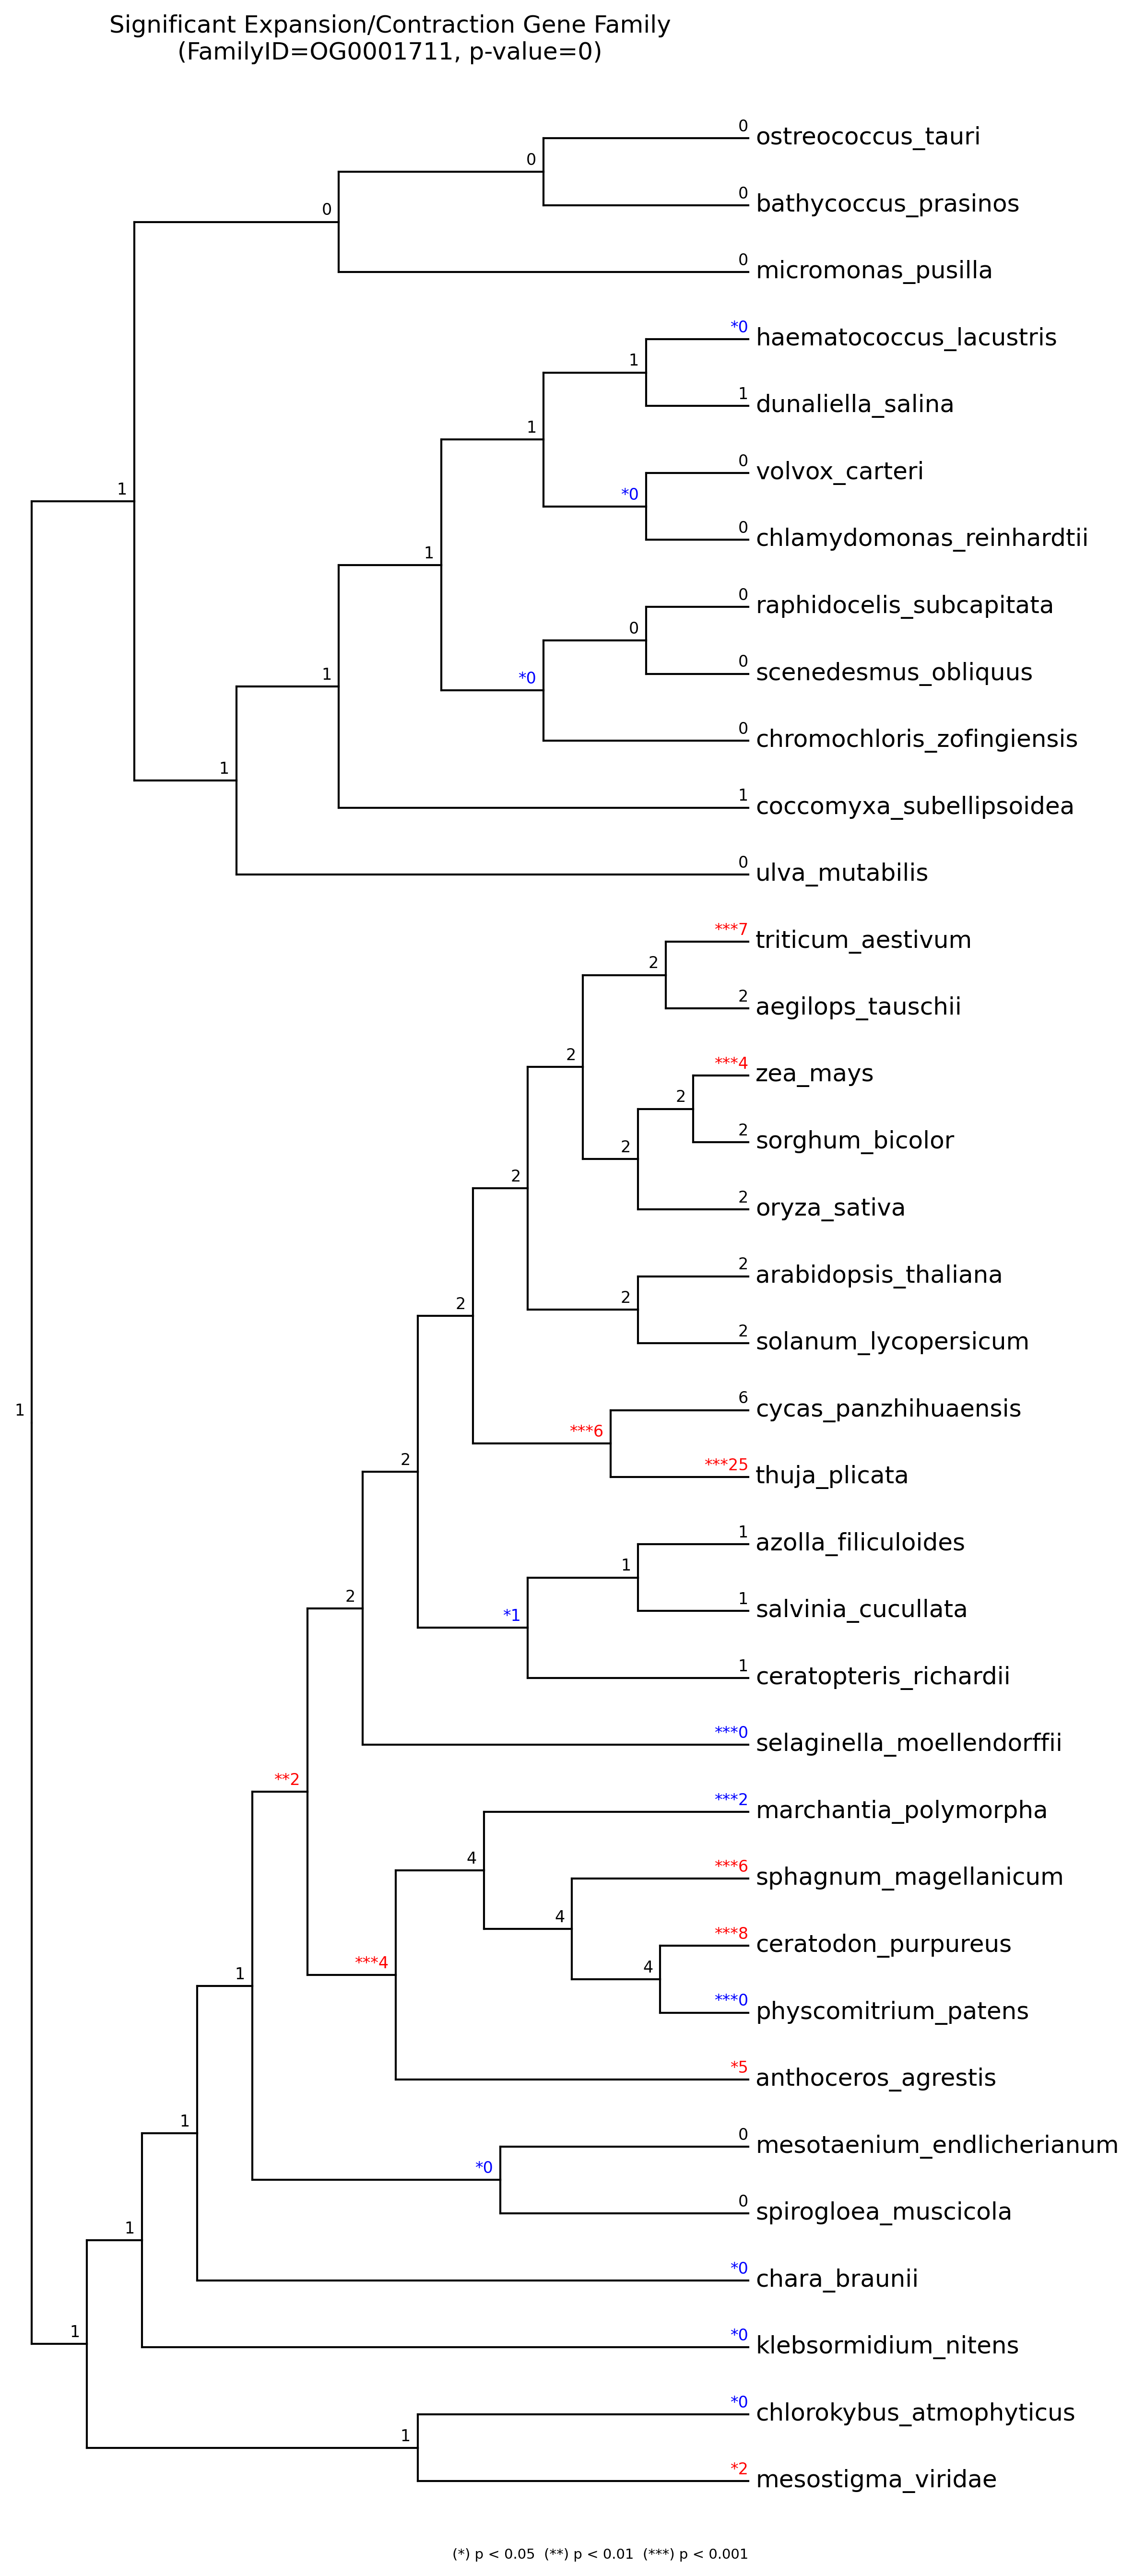 Significant Expansion/Contraction Gene Family
(FamilyID=OG0001711, p-value=0)
0
ostreococcus_tauri
0
0
bathycoccus_prasinos
0
0
micromonas_pusilla
*0
haematococcus_lacustris
1
1
dunaliella_salina
1
0
volvox_carteri
1
*0
0
chlamydomonas_reinhardtii
1
0
raphidocelis_subcapitata
0
0
scenedesmus_obliquus
1
*0
0
chromochloris_zofingiensis
1
1
coccomyxa_subellipsoidea
0
ulva_mutabilis
***7
triticum_aestivum
2
2
aegilops_tauschii
2
***4
zea_mays
2
2
sorghum_bicolor
2
2
2
oryza_sativa
2
arabidopsis_thaliana
2
2
2
solanum_lycopersicum
6
cycas_panzhihuaensis
1
***6
2
***25
thuja_plicata
1
azolla_filiculoides
1
2
1
salvinia_cucullata
*1
1
ceratopteris_richardii
***0
selaginella_moellendorffii
**2
***2
marchantia_polymorpha
4
***6
sphagnum_magellanicum
4
***8
ceratodon_purpureus
4
***4
1
***0
physcomitrium_patens
*5
anthoceros_agrestis
1
0
mesotaenium_endlicherianum
*0
0
spirogloea_muscicola
1
*0
chara_braunii
1
*0
klebsormidium_nitens
*0
chlorokybus_atmophyticus
1
*2
mesostigma_viridae
(*) p < 0.05 (**) p < 0.01 (***) p < 0.001